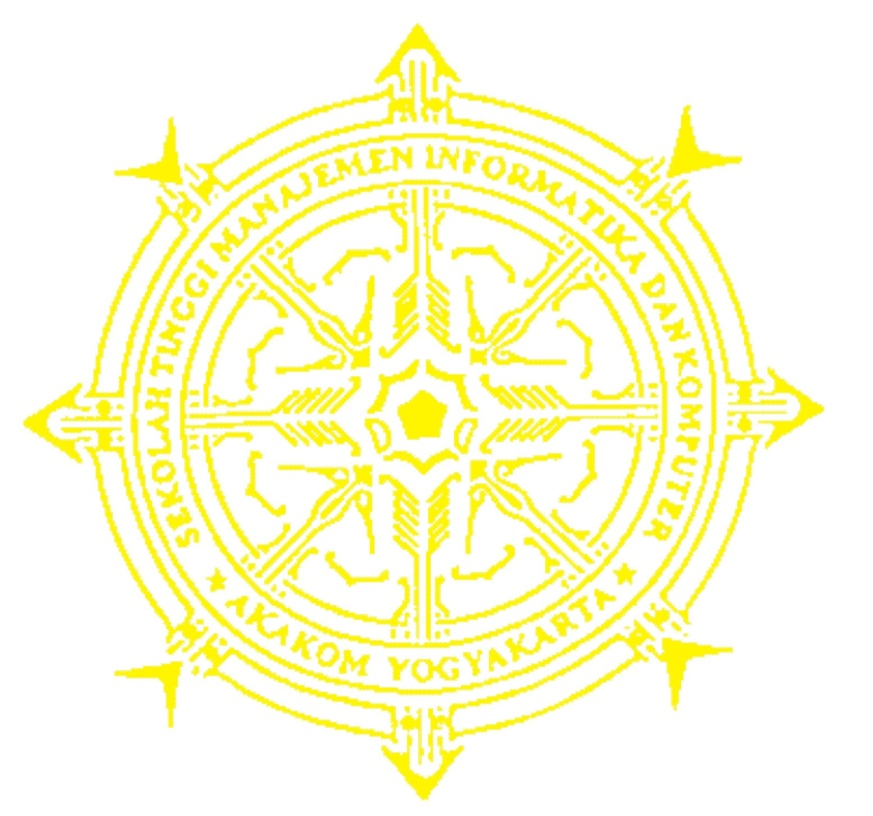 SEKOLAH TINGGI MANAJEMEN INFORMATIKA DAN KOMPUTER
AKAKOM YOGYAKARTA